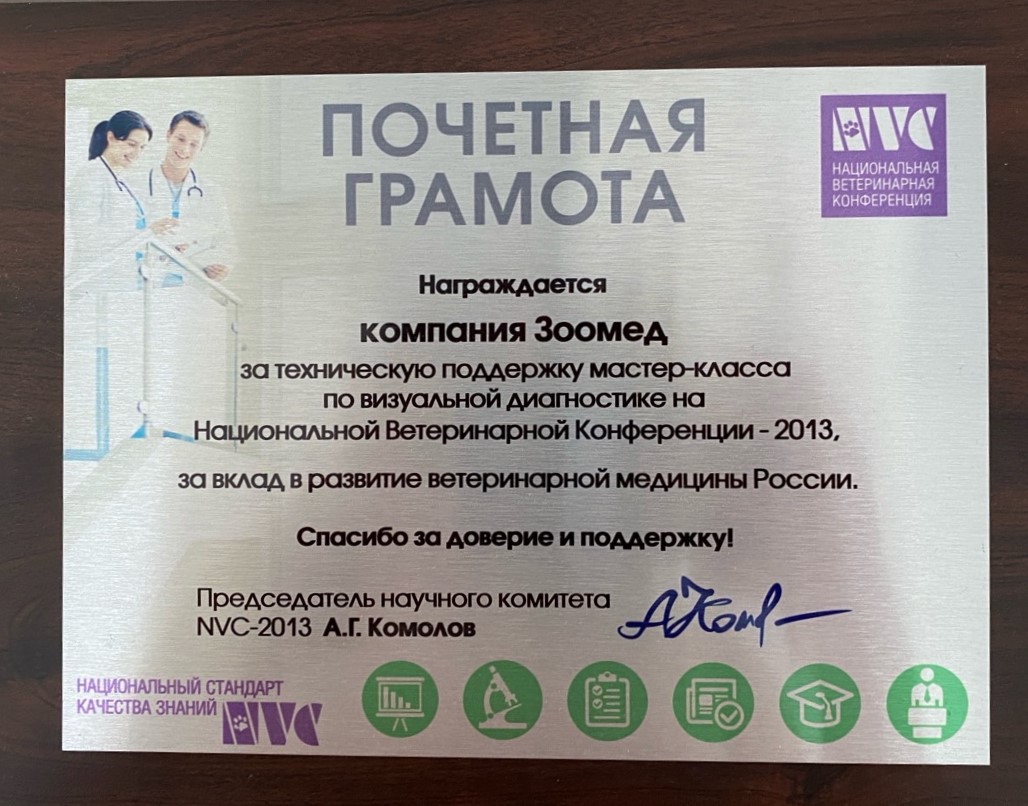 ПОЧЕТНАЯ
ГРАМОТА
NVC
НАЦИОНАЛЬНАЯ
ВЕТЕРИНАРНАЯ
КОНФЕРЕНЦИЯ
Награждается
компания Зоомед
за техническую поддержку мастер-класса
по визуальной диагностике на
Национальной Ветеринарной Конференции - 2013,
за вклад в развитие ветеринарной медицины России.
Спасибо за доверие и поддержку!
Председатель научного комитета
NVC-2013 А.Г. Комолов
НАЦИОНАЛЬНЫЙ СТАНДАРТ
КАЧЕСТВА ЗНАНИЙ NVC